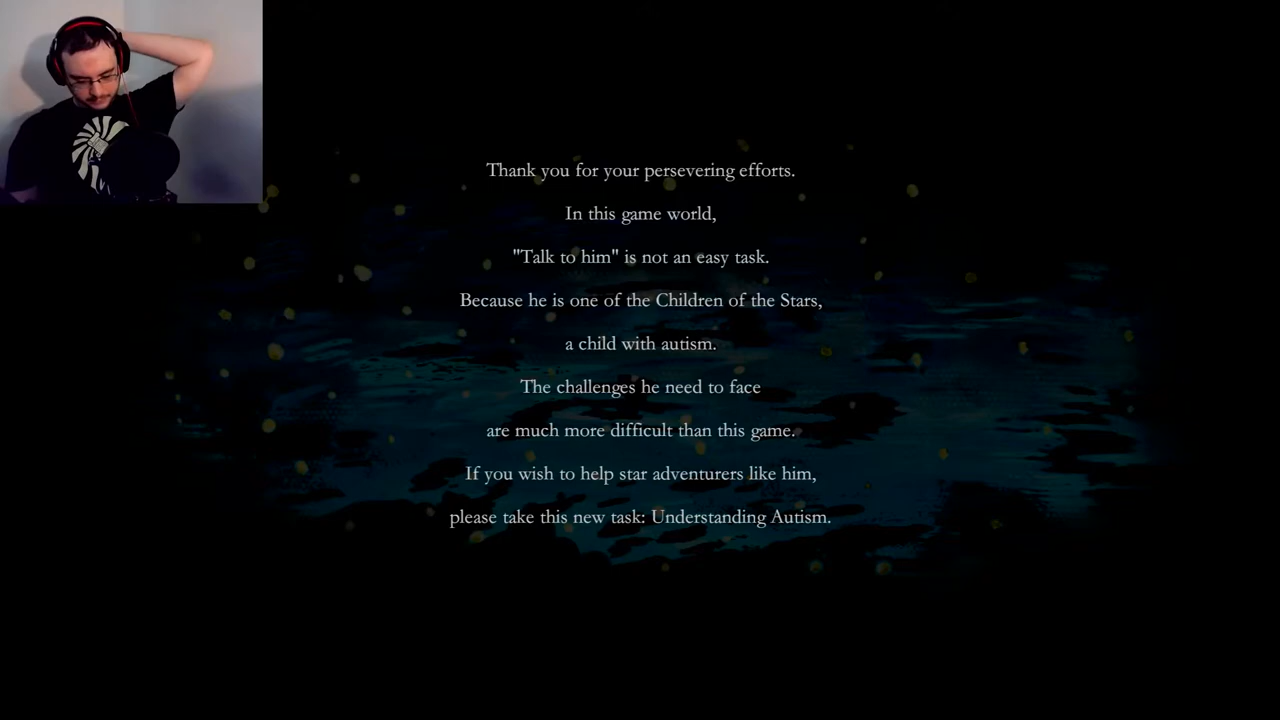 Thank you for your persevering efforts.
In this game world,
"Talk to him" is not an easy task.
Because he is one of the Children of the Stars,
a child with autism.
The challenges he need to face
are much more difficult than this game.
If you wish to help star adventurers like him,
please take this new task: Understanding Autism.